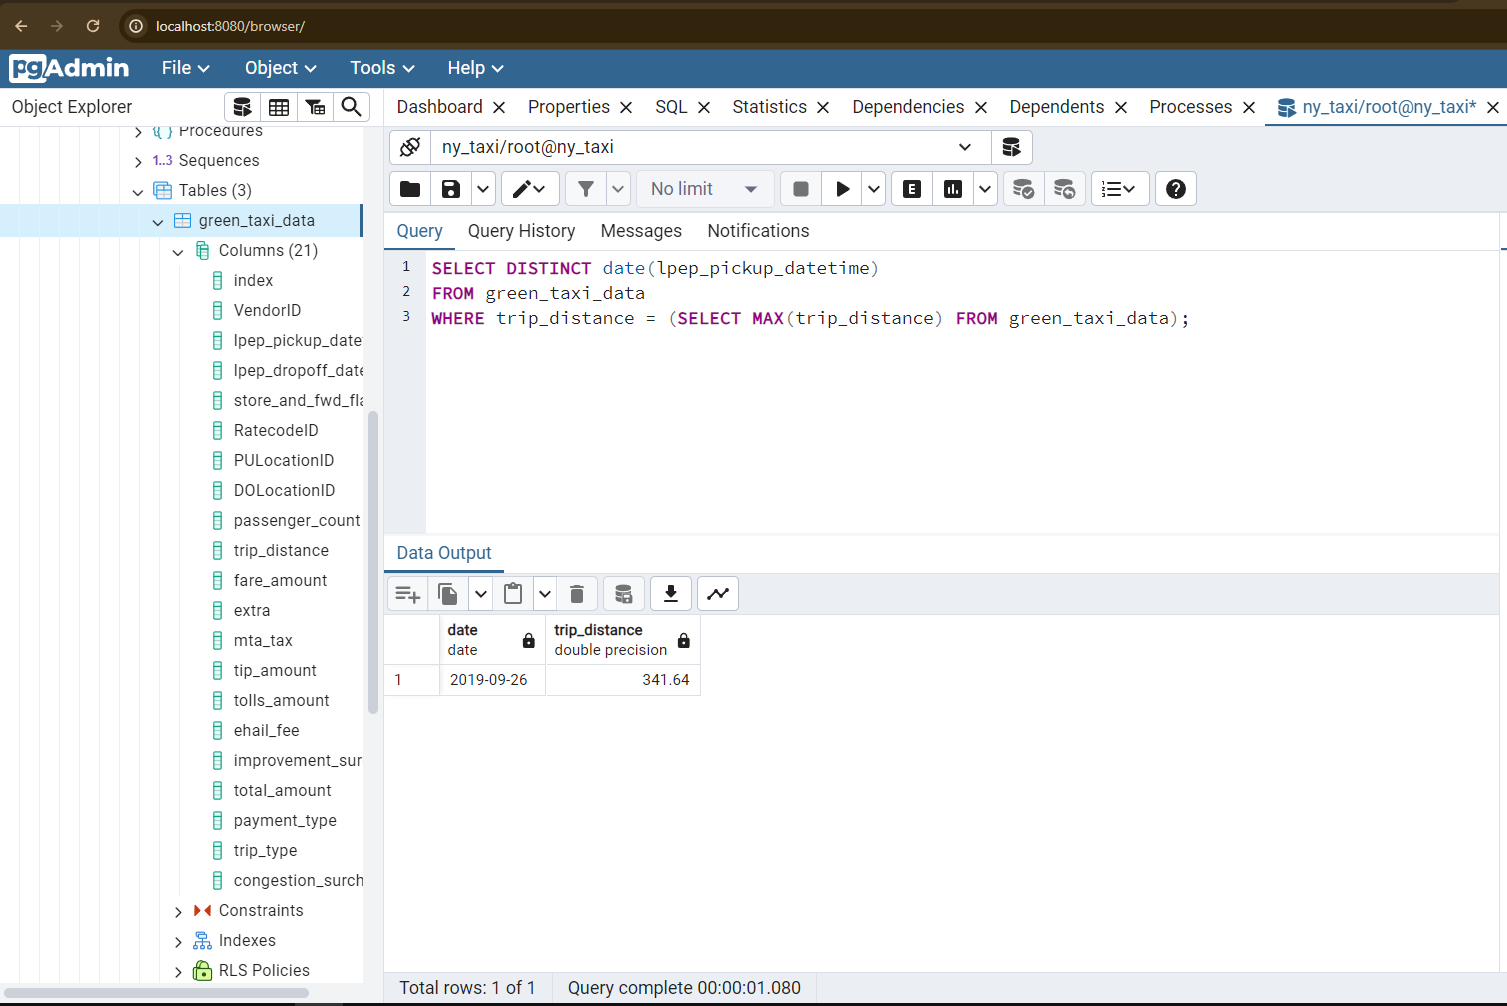 localhost:8080/browser/
pgAdmin File Object Tools Help
Object Explorer
Dashboard Properties SQL Statistics Dependencies Dependents Processes ny_taxi/root@ny_taxi*
Procedures
1..3 Sequences
Tables (3)
green_taxi_data
Columns (21)
index
VendorID
lpep_pickup_date
lpep_dropoff_date
store_and_fwd_fla
RatecodeID
PULocationID
DOLocationID
passenger_count
trip_distance
fare_amount
extra
mta_tax
tip_amount
tolls_amount
ehail_fee
improvement_sur
total_amount
payment_type
trip_type
congestion_surch
Constraints
Indexes
RLS Policies
ny_taxi/root@ny_taxi
No limit
E
Query Query History Messages Notifications
1 SELECT DISTINCT date(lpep_pickup_datetime)
2 FROM green_taxi_data
3 WHERE trip_distance = (SELECT MAX(trip_distance) FROM green_taxi_data);
Data Output
date trip_distance
date double precision
1 2019-09-26 341.64
Total rows: 1 of 1 Query complete 00:00:01.080